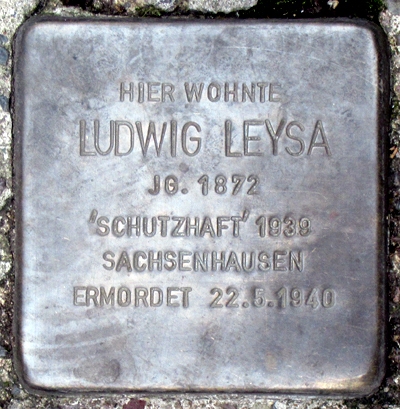 HIER WOHNTE
LUDWIG LEYSA
JG. 1872
'SCHUTZHAFT' 1939
SACHSENHAUSEN
ERMORDET 22.5.1940